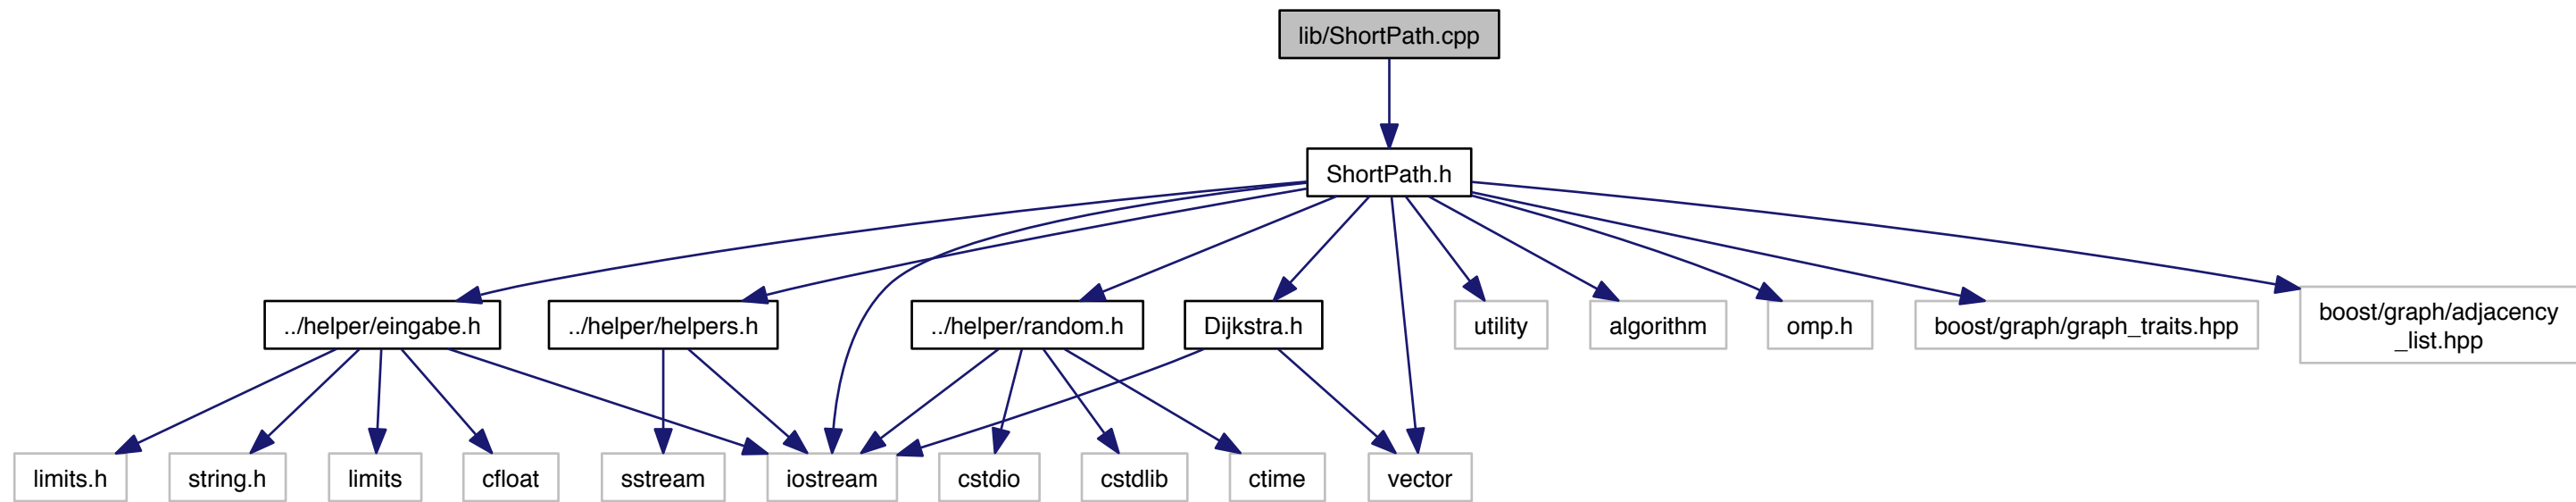 lib/ShortPath.cpp
ShortPath.h
../helper/eingabe.h
../helper/helpers.h
../helper/random.h
Dijkstra.h
utility
algorithm
omp.h
boost/graph/graph_traits.hpp
boost/graph/adjacency
_list.hpp
limits.h
string.h
limits
cfloat
sstream
iostream
cstdio
cstdlib
ctime
vector